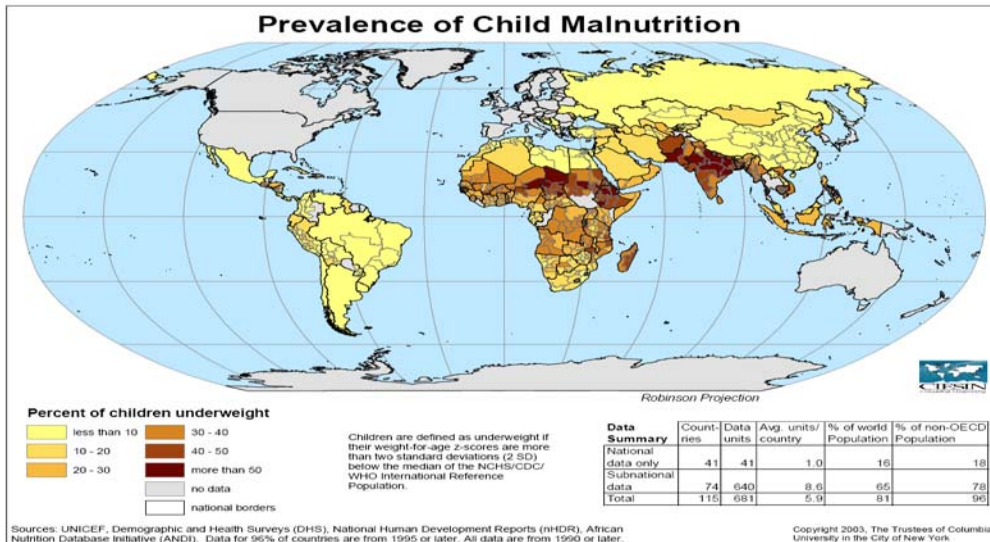 Prevalence of Child Malnutrition
Robinson Projection
CIESIN
Percent of children underweight
less than 10
10 - 20
20 - 30
30 - 40
40 - 50
more than 50
no data
national borders
Children are defined as underweight if
their weight-for-age z-scores are more
than two standard deviations (2 SD)
below the median of the NCHS/CDC/
WHO International Reference
Population.
Data Summary Count-ries Data units Avg. units/country % of world Population % of non-OECD Population
National data only 41 41 1.0 16 18
Subnational data 74 640 8.6 65 78
Total 115 681 5.9 81 96
Sources: UNICEF, Demographic and Health Surveys (DHS), National Human Development Reports (nHDR), African
Nutrition Database Initiative (ANDI). Data for 96% of countries are from 1995 or later. All data are from 1990 or later.
Copyright 2003, The Trustees of Columbia
University in the City of New York